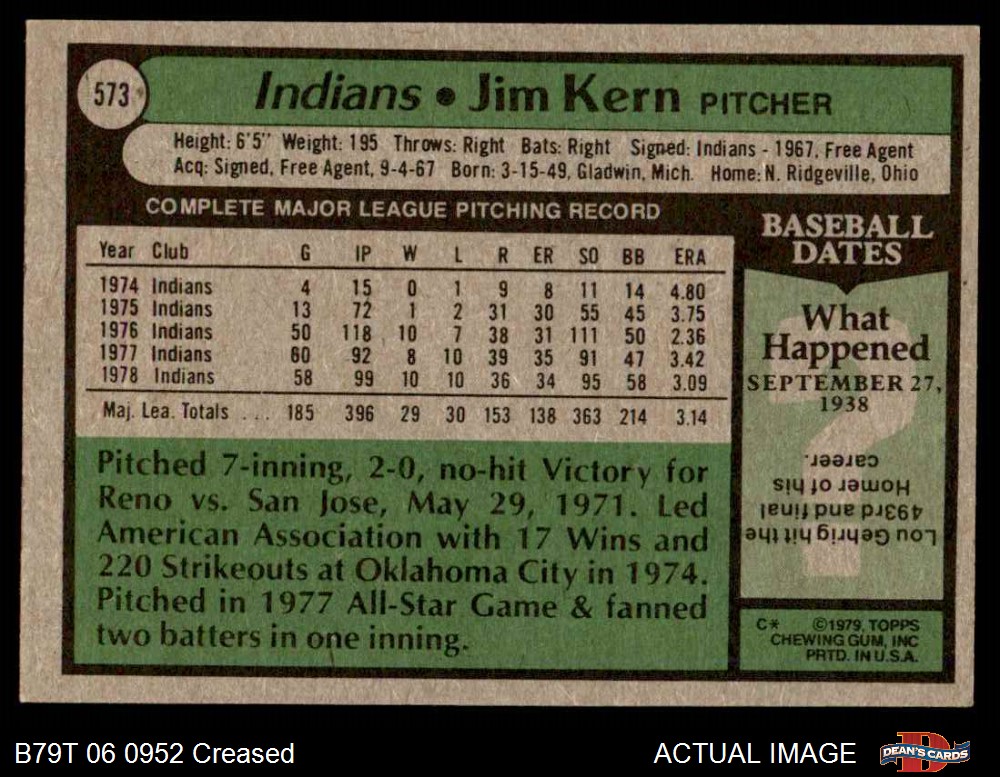 573
Indians • Jim Kern PITCHER
Height: 6'5" Weight: 195 Throws: Right Bats: Right Signed: Indians - 1967, Free Agent
Acq: Signed, Free Agent, 9-4-67 Born: 3-15-49, Gladwin, Mich. Home: N. Ridgeville, Ohio
COMPLETE MAJOR LEAGUE PITCHING RECORD
Year Club G IP W L R ER SO BB ERA
1974 Indians 4 15 0 1 9 8 11 14 4.80
1975 Indians 13 72 1 2 31 30 55 45 3.75
1976 Indians 50 118 10 7 38 31 111 50 2.36
1977 Indians 60 92 8 10 39 35 91 47 3.42
1978 Indians 58 99 10 10 36 34 95 58 3.09
Maj. Lea. Totals ... 185 396 29 30 153 138 363 214 3.14
Pitched 7-inning, 2-0, no-hit Victory for
Reno vs. San Jose, May 29, 1971. Led
American Association with 17 Wins and
220 Strikeouts at Oklahoma City in 1974.
Pitched in 1977 All-Star Game & fanned
two batters in one inning.
BASEBALL
DATES
What
Happened
SEPTEMBER 27,
1938
?
Lou Gehrig hit the
493rd and final
Homer of his
career.
C* ©1979, TOPPS
CHEWING GUM, INC
PRTD. IN U.S.A.
B79T 06 0952 Creased
ACTUAL IMAGE
DEAN'S CARDS